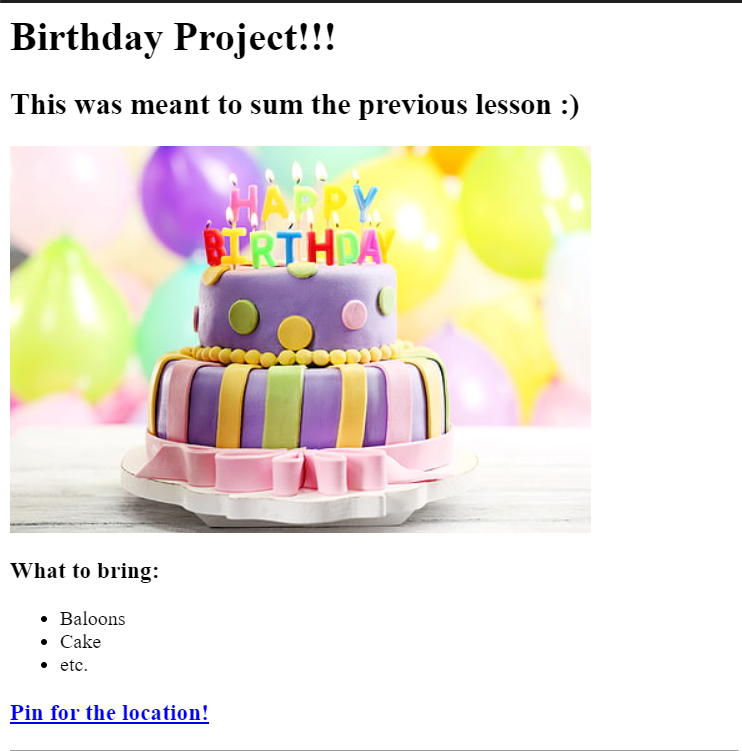 Birthday Project!!!
This was meant to sum the previous lesson :)
HAPPY
BIRTHDAY
What to bring:
Baloons
Cake
etc.
Pin for the location!